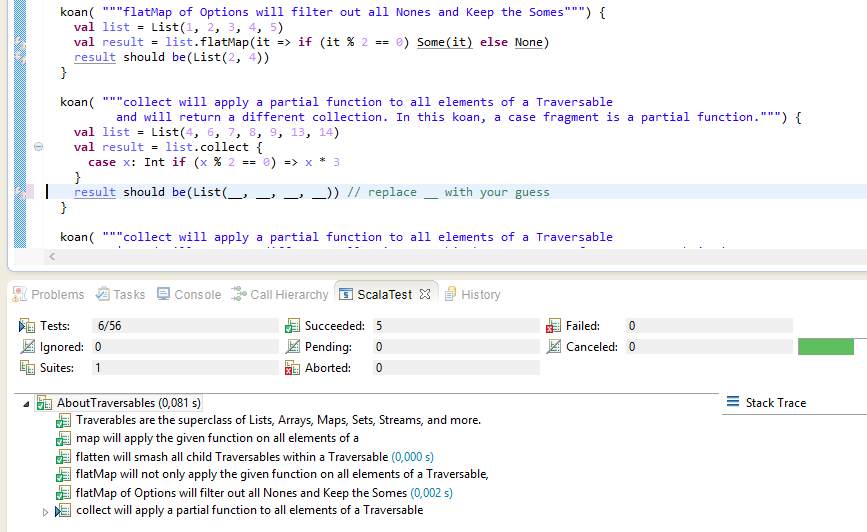 koan( """flatMap of Options will filter out all Nones and Keep the Somes""") {
val list = List(1, 2, 3, 4, 5)
val result = list.flatMap(it => if (it % 2 == 0) Some(it) else None)
result should be(List(2, 4))
}
koan( """collect will apply a partial function to all elements of a Traversable
and will return a different collection. In this koan, a case fragment is a partial function.""") {
val list = List(4, 6, 7, 8, 9, 13, 14)
val result = list.collect {
case x: Int if (x % 2 == 0) => x * 3
}
result should be(List(__, __, __, __)) // replace __ with your guess
}
koan( """collect will apply a partial function to all elements of a Traversable
Problems Tasks Console Call Hierarchy ScalaTest History
Tests: 6/56 Succeeded: 5 Failed: 0
Ignored: 0 Pending: 0 Canceled: 0
Suites: 1 Aborted: 0
AboutTraversables (0,081 s) Stack Trace
Traverables are the superclass of Lists, Arrays, Maps, Sets, Streams, and more.
map will apply the given function on all elements of a
flatten will smash all child Traversables within a Traversable (0,000 s)
flatMap will not only apply the given function on all elements of a Traversable,
flatMap of Options will filter out all Nones and Keep the Somes (0,002 s)
collect will apply a partial function to all elements of a Traversable